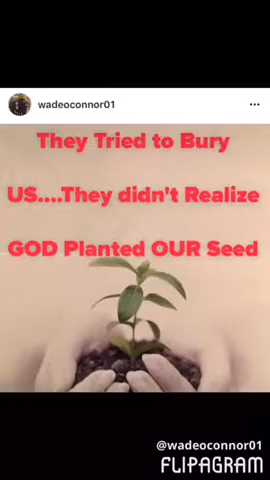 wadeoconnor01
They Tried to Bury
US....They didn't Realize
GOD Planted OUR Seed
@wadeoconnor01
FLIPAGRAM